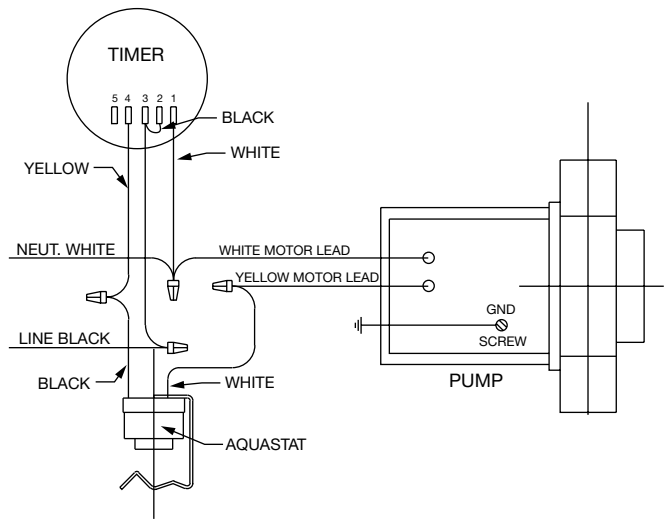 TIMER
5 4 3 2 1
BLACK
WHITE
YELLOW
NEUT. WHITE
WHITE MOTOR LEAD
YELLOW MOTOR LEAD
GND
SCREW
LINE BLACK
BLACK
WHITE
PUMP
AQUASTAT